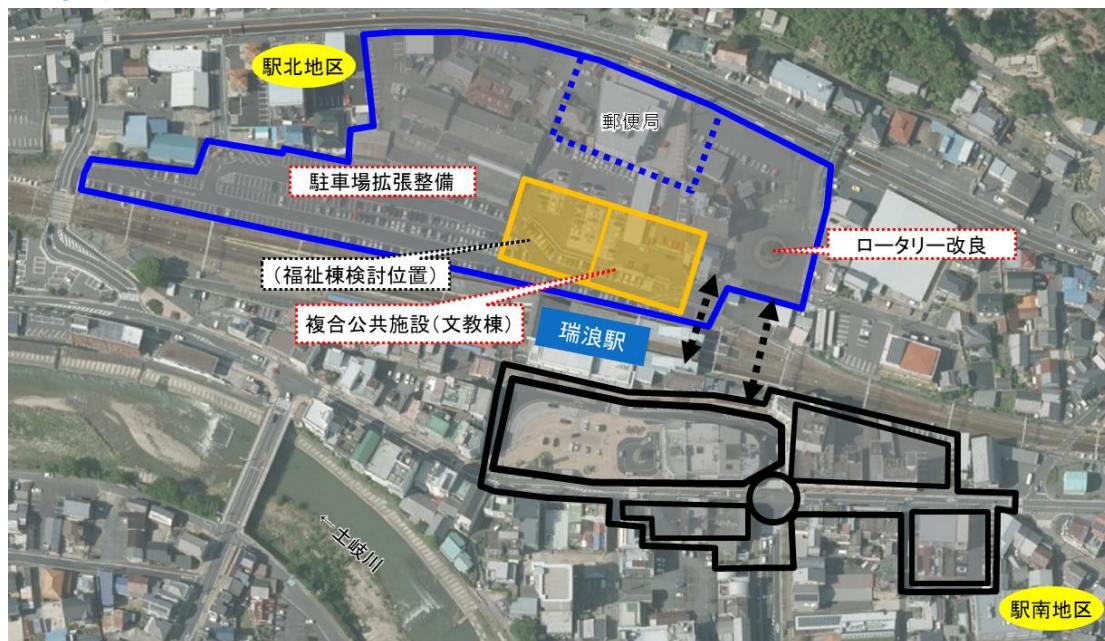 駅北地区
郵便局
駐車場拡張整備
ロータリー改良
(福祉棟検討位置)
複合公共施設(文教棟)
瑞浪駅
←土岐川
駅南地区